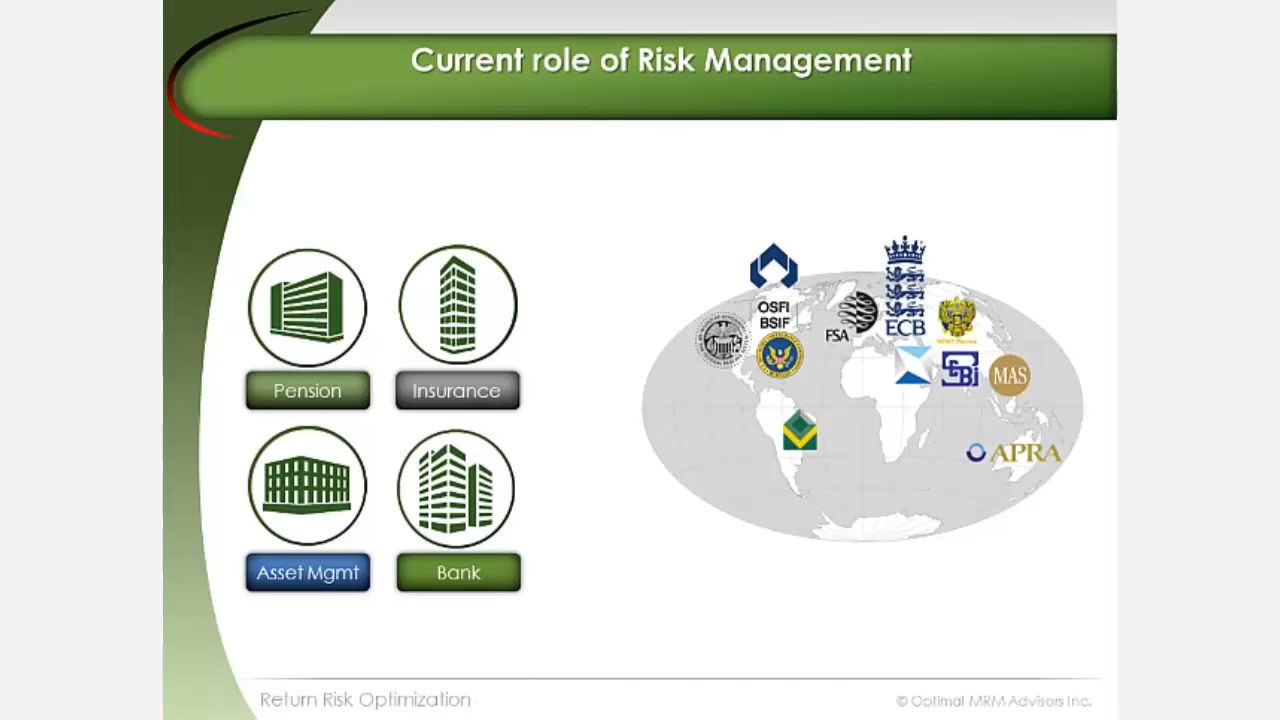 Current role of Risk Management
Pension
Insurance
Asset Mgmt
Bank
OSFI
BSIF
FSA
ECB
SEBI
MAS
APRA
Return Risk Optimization
© Optimal MRM Advisors Inc.